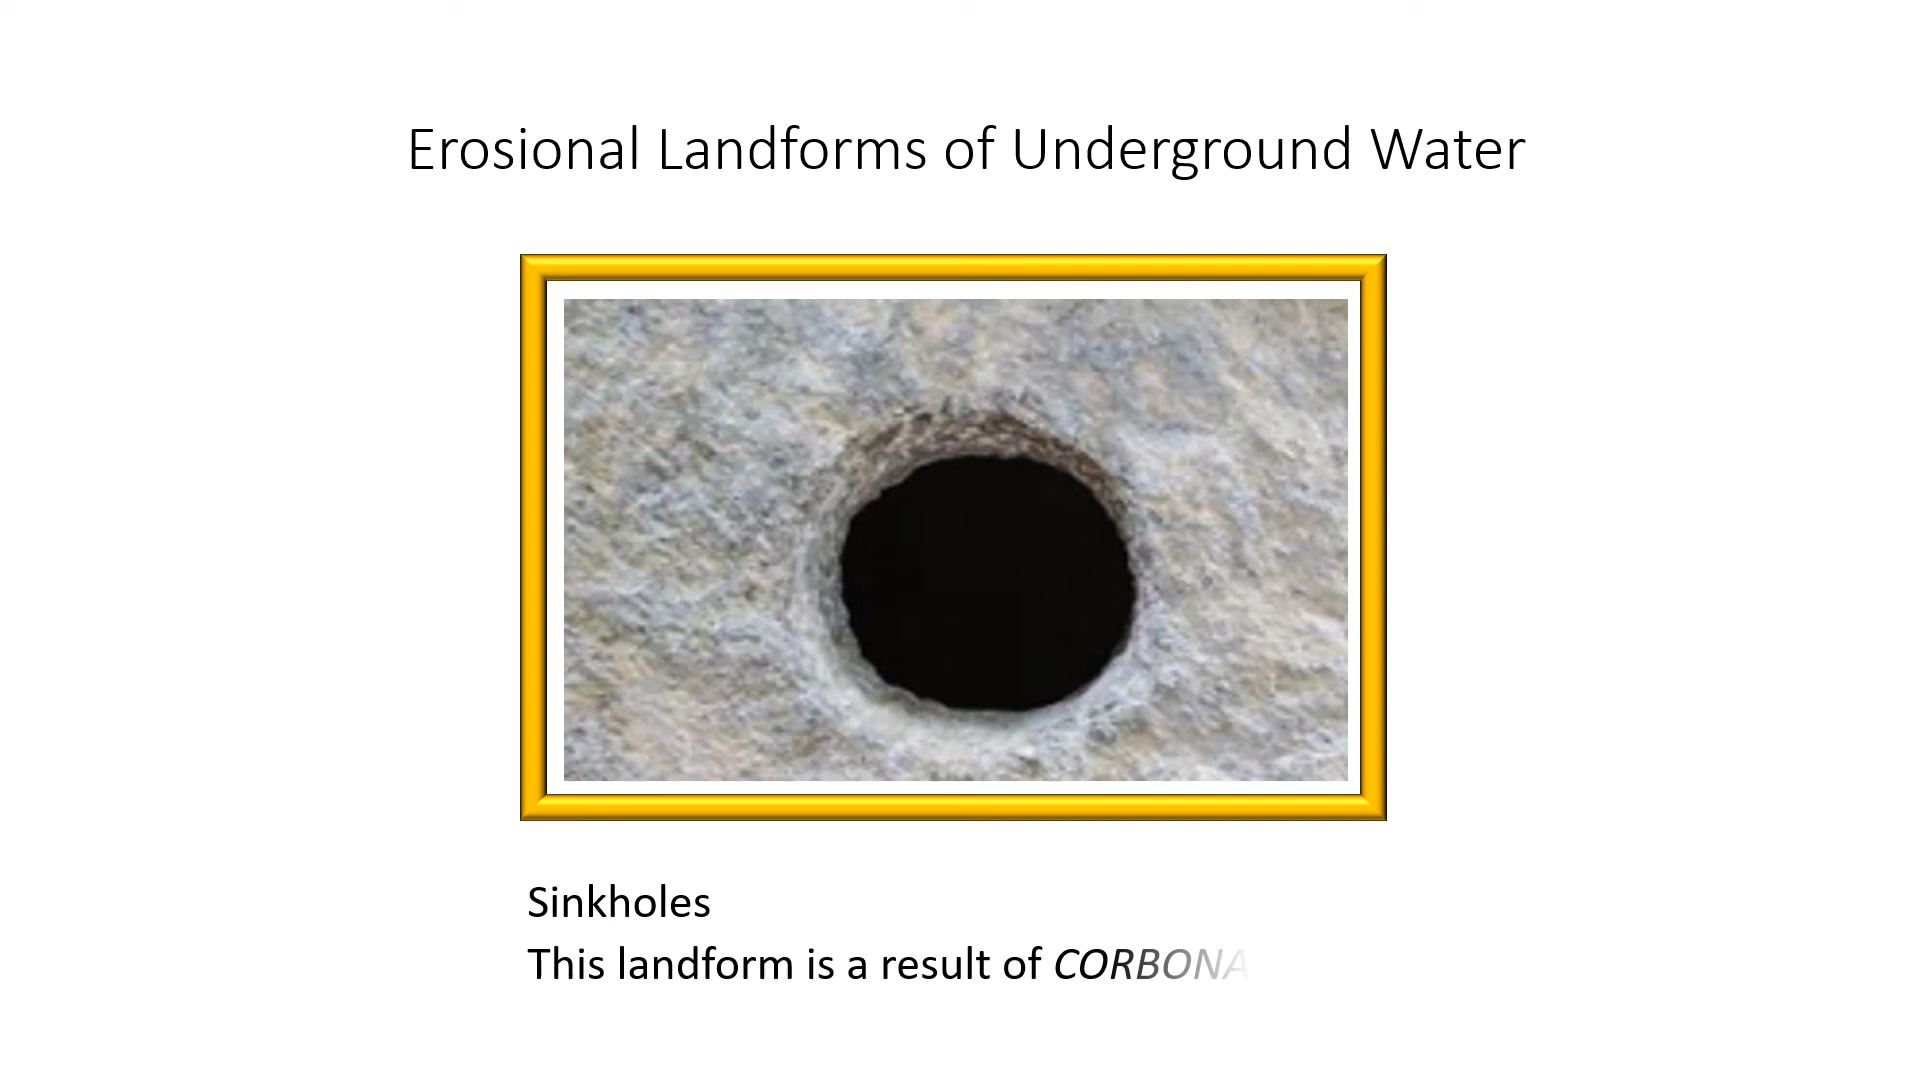 Erosional Landforms of Underground Water
Sinkholes
This landform is a result of CORBONA